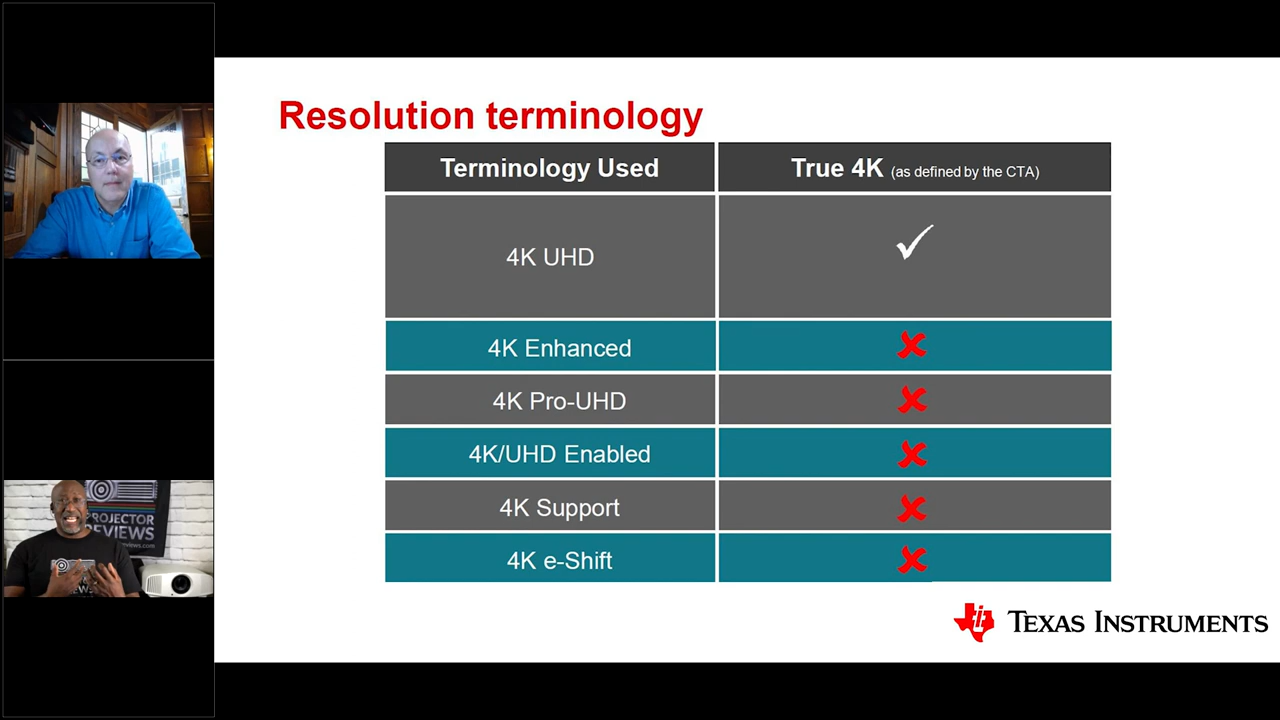 Resolution terminology
Terminology Used
True 4K (as defined by the CTA)
4K UHD
4K Enhanced
4K Pro-UHD
4K/UHD Enabled
4K Support
4K e-Shift
TEXAS INSTRUMENTS
PROJECTOR
REVIEWS